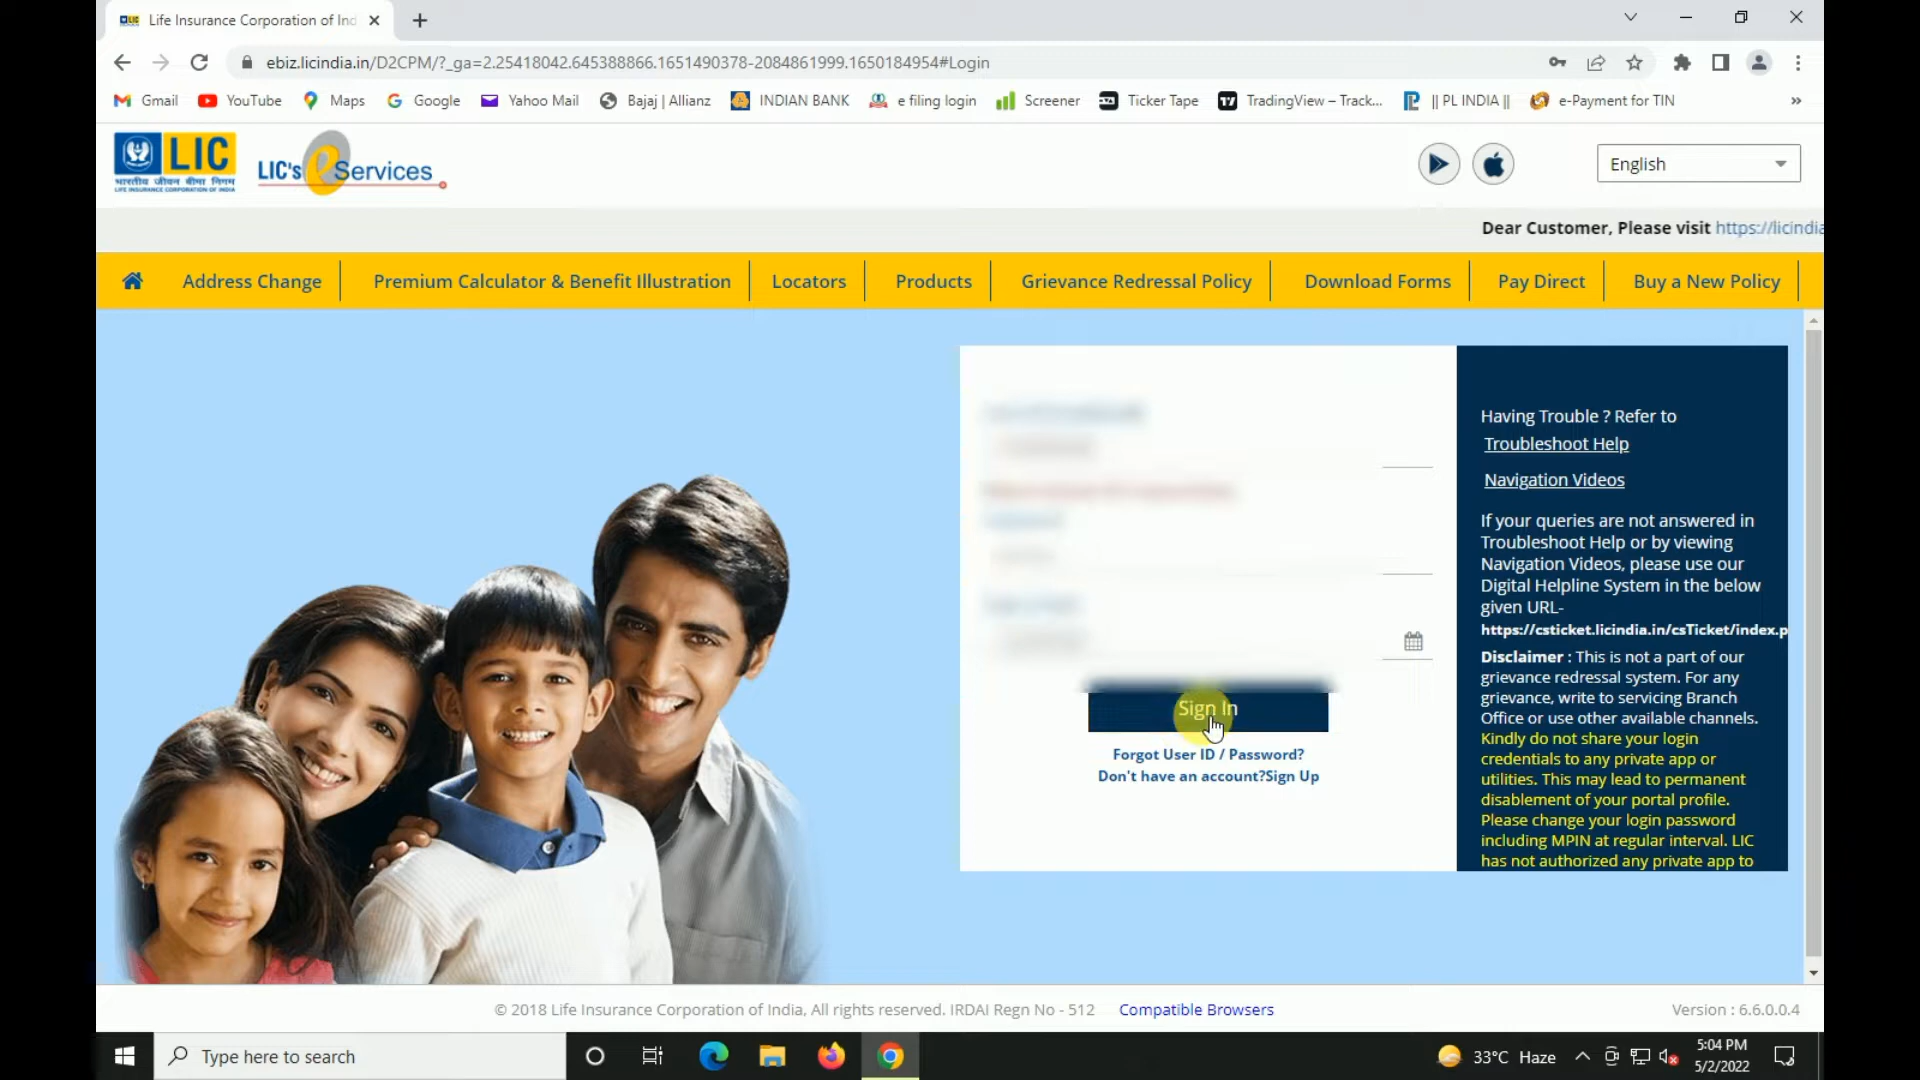 Life Insurance Corporation of Ind
ebiz.licindia.in/D2CPM/?_ga=2.25418042.645388866.1651490378-2084861999.1650184954#Login
Gmail YouTube Maps Google Yahoo Mail Bajaj | Allianz INDIAN BANK e filing login Screener Ticker Tape TradingView – Track... || PL INDIA || e-Payment for TIN »
LIC
भारतीय जीवन बीमा निगम
LIFE INSURANCE CORPORATION OF INDIA
LIC's eServices
English
Dear Customer, Please visit https://licindia
Address Change Premium Calculator & Benefit Illustration Locators Products Grievance Redressal Policy Download Forms Pay Direct Buy a New Policy
Sign In
Forgot User ID / Password?
Don't have an account?Sign Up
Having Trouble ? Refer to
Troubleshoot Help
Navigation Videos
If your queries are not answered in
Troubleshoot Help or by viewing
Navigation Videos, please use our
Digital Helpline System in the below
given URL-
https://csticket.licindia.in/csTicket/index.p
Disclaimer : This is not a part of our
grievance redressal system. For any
grievance, write to servicing Branch
Office or use other available channels.
Kindly do not share your login
credentials to any private app or
utilities. This may lead to permanent
disablement of your portal profile.
Please change your login password
including MPIN at regular interval. LIC
has not authorized any private app to
© 2018 Life Insurance Corporation of India, All rights reserved. IRDAI Regn No - 512 Compatible Browsers Version : 6.6.0.0.4
Type here to search
33°C Haze
5:04 PM
5/2/2022